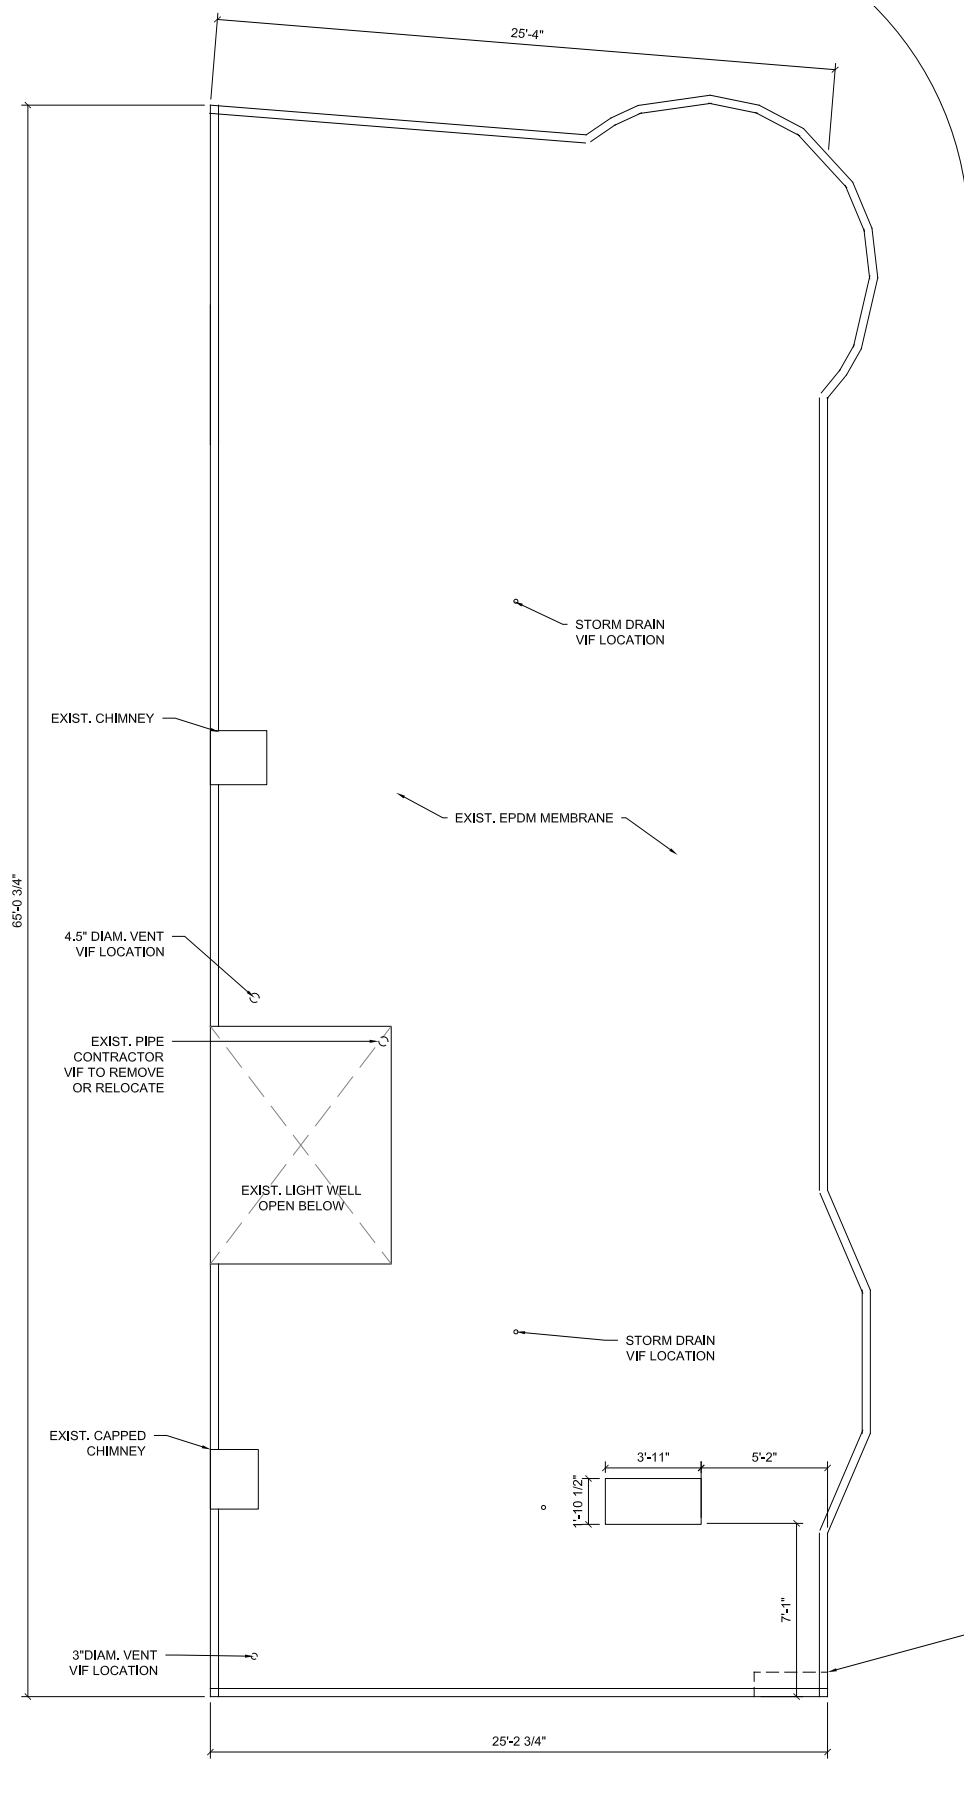 25'-4"
STORM DRAIN
VIF LOCATION
EXIST. CHIMNEY
EXIST. EPDM MEMBRANE
65'-0 3/4"
4.5" DIAM. VENT
VIF LOCATION
EXIST. PIPE
CONTRACTOR
VIF TO REMOVE
OR RELOCATE
EXIST. LIGHT WELL
OPEN BELOW
STORM DRAIN
VIF LOCATION
EXIST. CAPPED
CHIMNEY
3'-11"
5'-2"
1'-10 1/2"
7'-1"
3"DIAM. VENT
VIF LOCATION
25'-2 3/4"